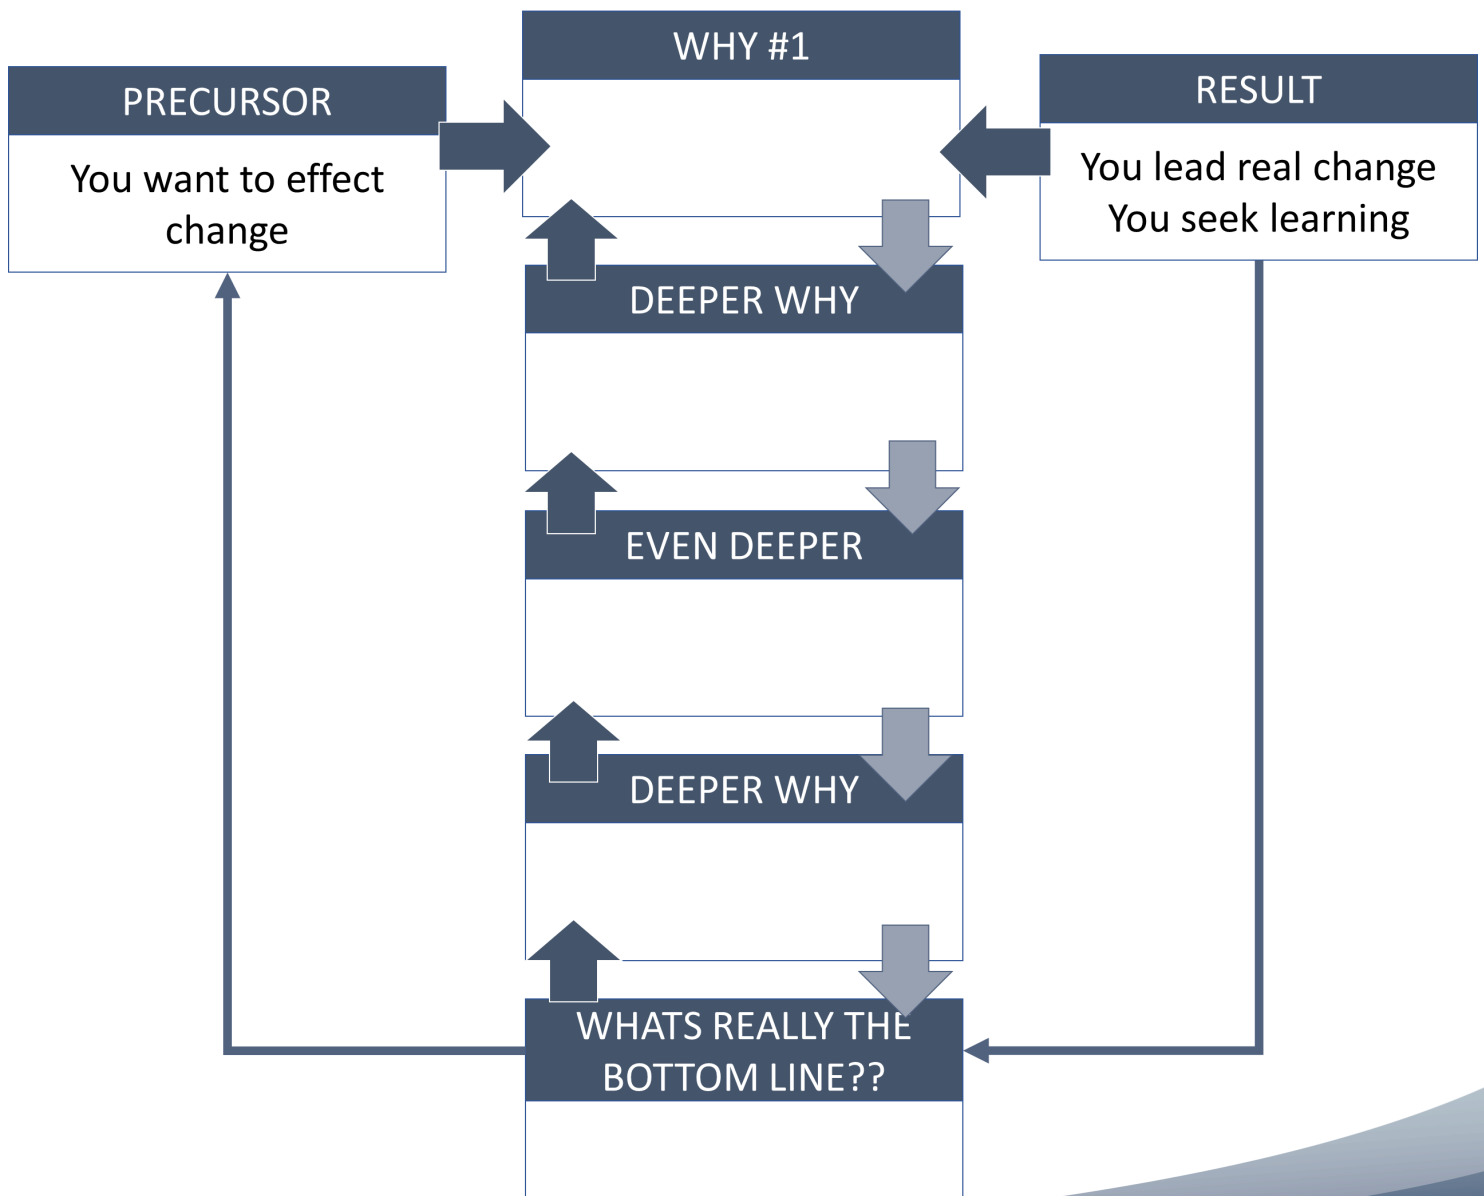 WHY #1
PRECURSOR
You want to effect
change
RESULT
You lead real change
You seek learning
DEEPER WHY
EVEN DEEPER
DEEPER WHY
WHATS REALLY THE
BOTTOM LINE??